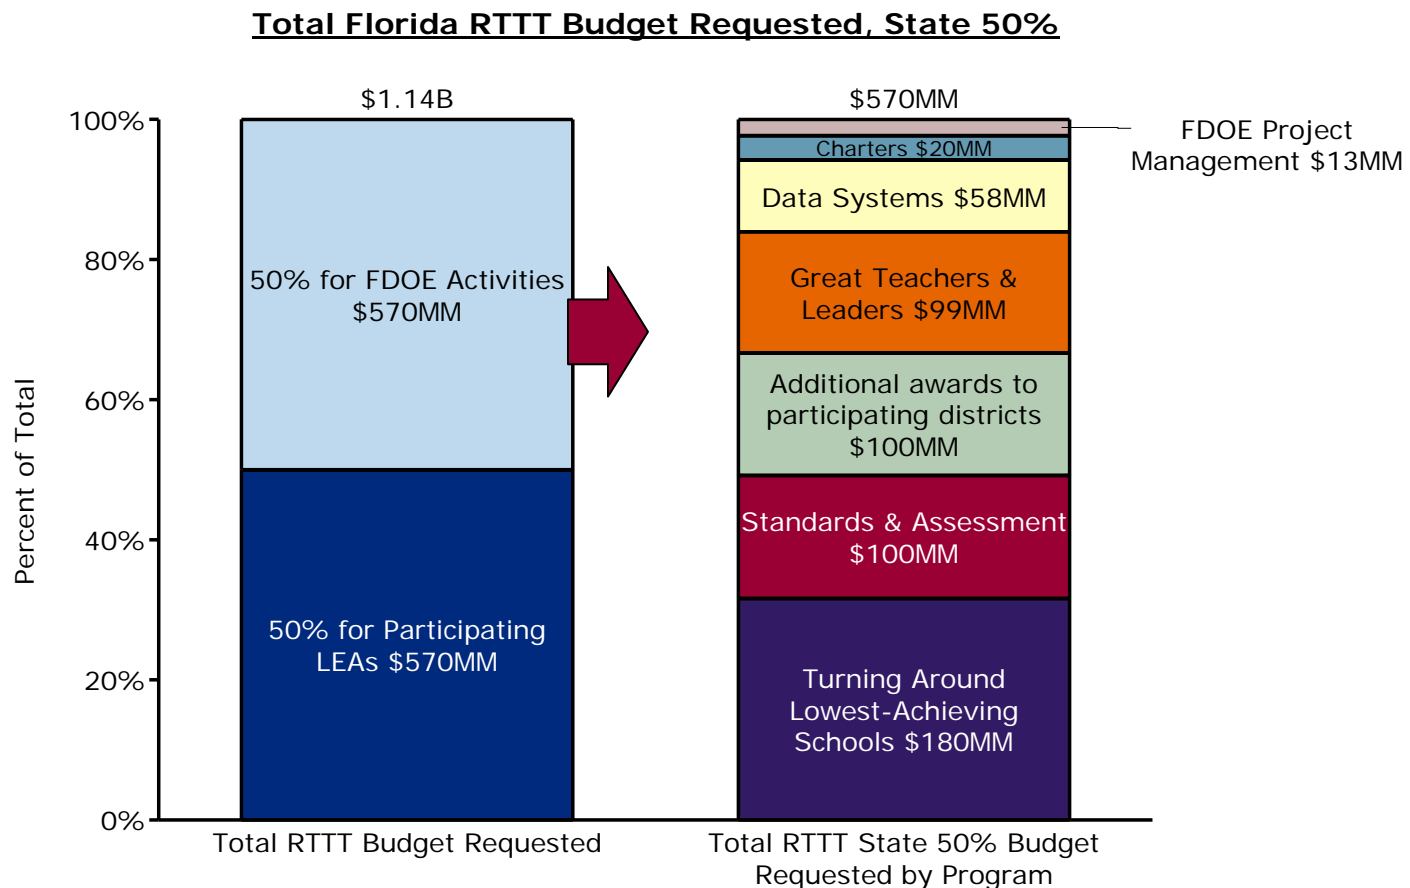 Total Florida RTTT Budget Requested, State 50%
$1.14B
$570MM
100%
80%
60%
40%
20%
0%
Percent of Total
50% for FDOE Activities
$570MM
50% for Participating
LEAs $570MM
FDOE Project
Management $13MM
Charters $20MM
Data Systems $58MM
Great Teachers &
Leaders $99MM
Additional awards to
participating districts
$100MM
Standards & Assessment
$100MM
Turning Around
Lowest-Achieving
Schools $180MM
Total RTTT Budget Requested
Total RTTT State 50% Budget
Requested by Program